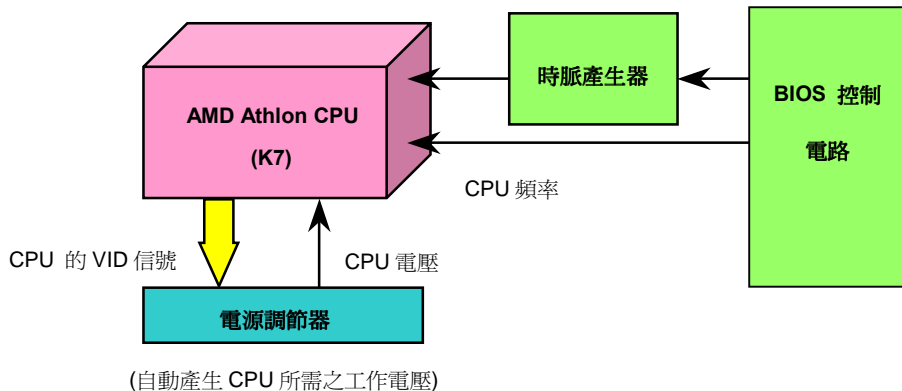 AMD Athlon CPU
(K7)
時脈產生器
BIOS 控制
電路
CPU 頻率
CPU 的 VID 信號
CPU 電壓
電源調節器
(自動產生 CPU 所需之工作電壓)